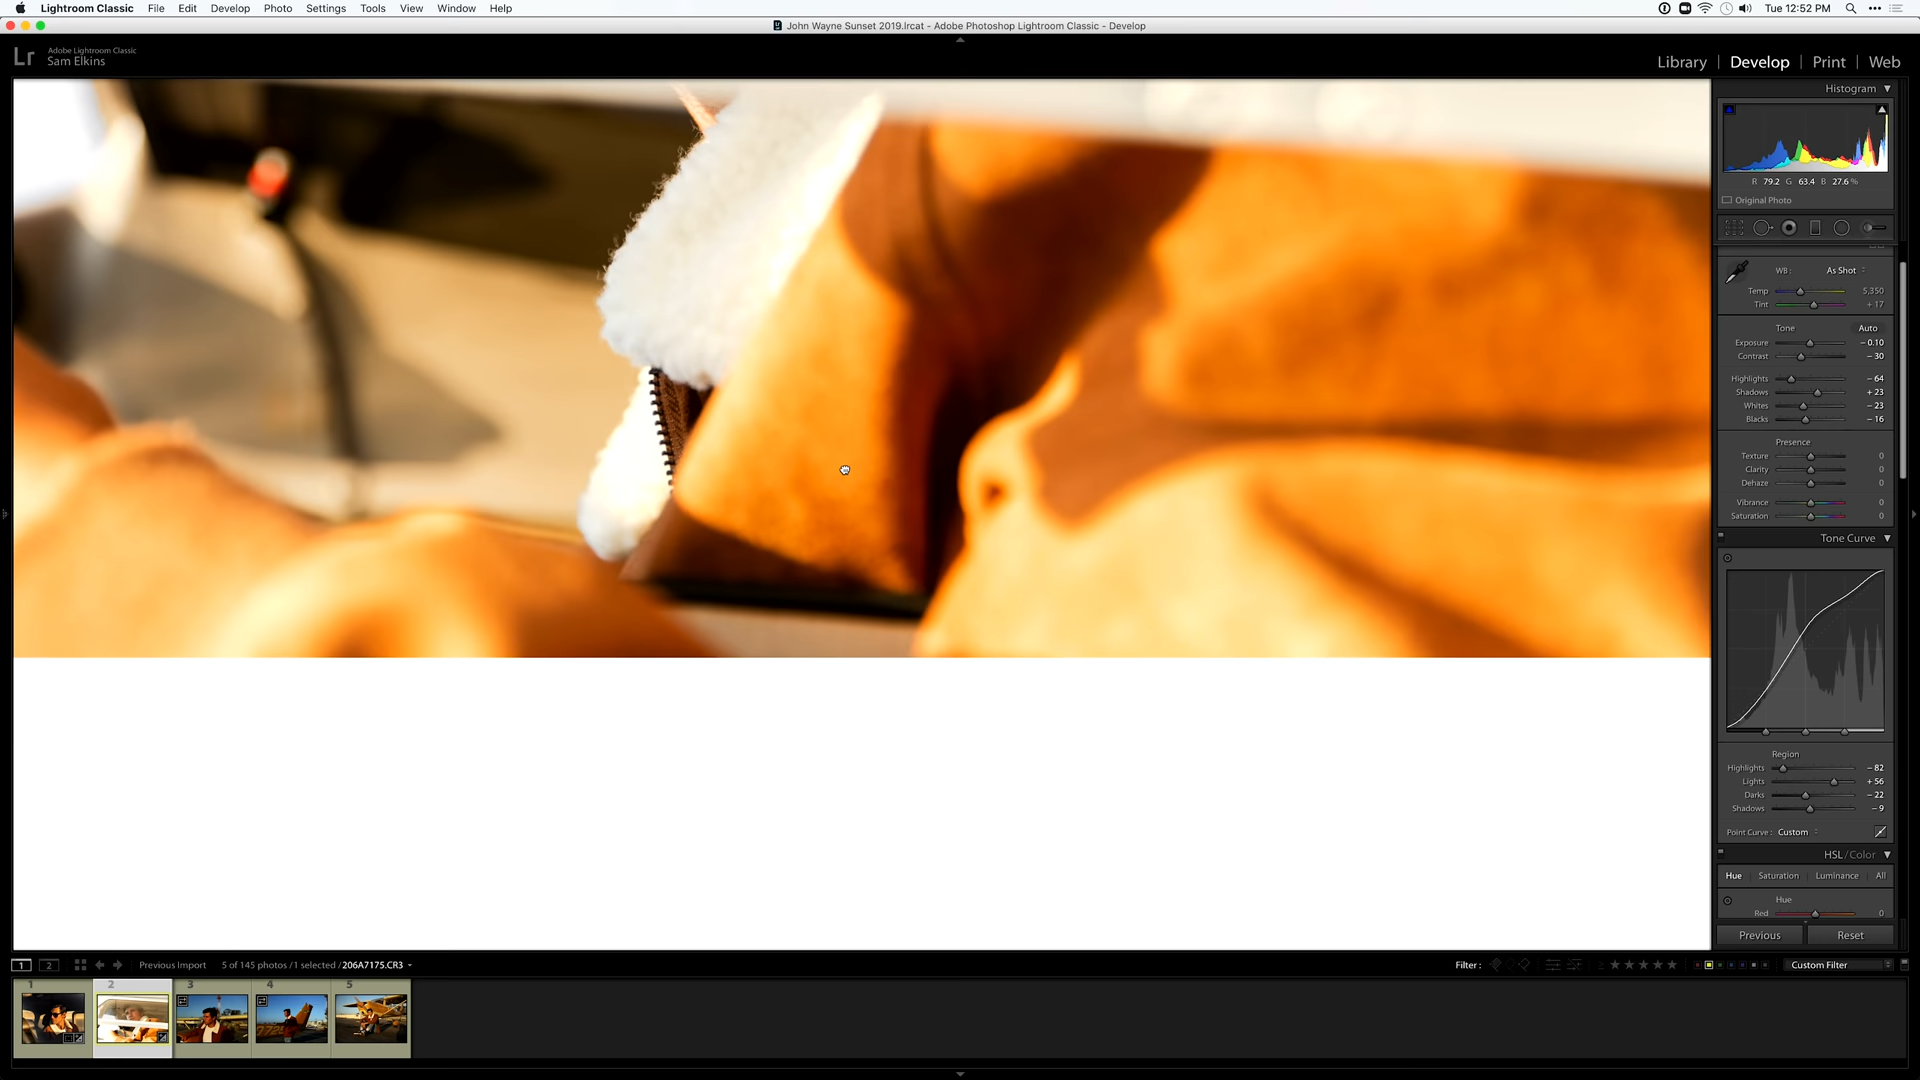 Lightroom Classic File Edit Develop Photo Settings Tools View Window Help Tue 12:52 PM
John Wayne Sunset 2019.lrcat - Adobe Photoshop Lightroom Classic - Develop
Lr Adobe Lightroom Classic
Sam Elkins
Library | Develop | Print | Web
Histogram
R 79.2 G 63.4 B 27.6 %
Original Photo
WB : As Shot
Temp 5,350
Tint + 17
Tone Auto
Exposure – 0.10
Contrast – 30
Highlights – 64
Shadows + 23
Whites – 23
Blacks – 16
Presence
Texture 0
Clarity 0
Dehaze 0
Vibrance 0
Saturation 0
Tone Curve
Region
Highlights – 82
Lights + 56
Darks – 22
Shadows – 9
Point Curve : Custom
HSL / Color
Hue Saturation Luminance All
Hue
Red 0
Previous Reset
1 2 Previous Import 5 of 145 photos / 1 selected / 206A7175.CR3 Filter : Custom Filter
1 2 3 4 5